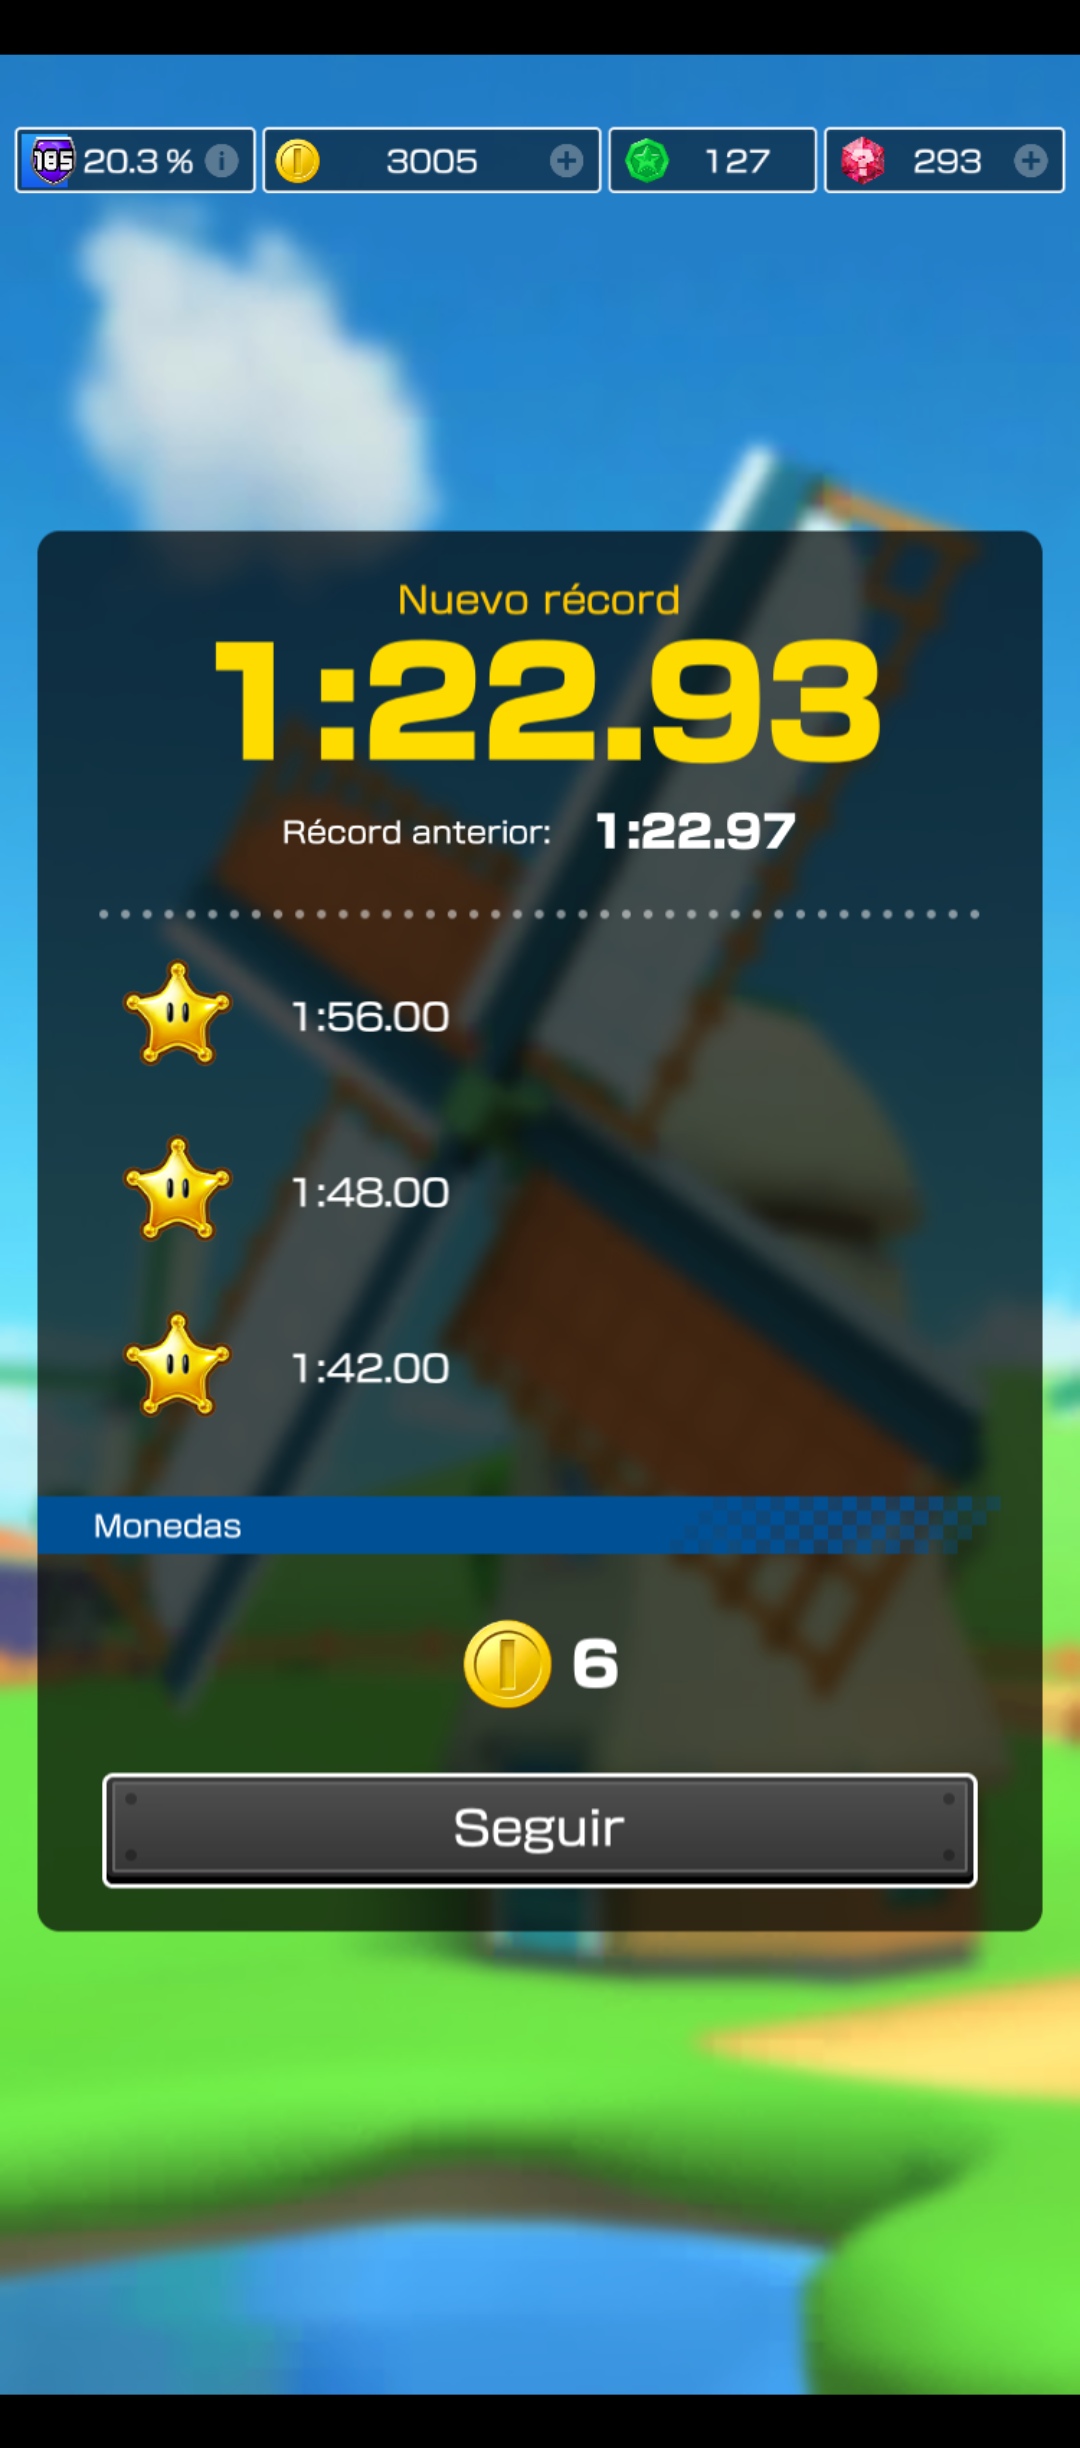 185 20.3% i 3005 + 127 293 +
Nuevo récord
1:22.93
Récord anterior: 1:22.97
1:56.00
1:48.00
1:42.00
Monedas
6
Seguir